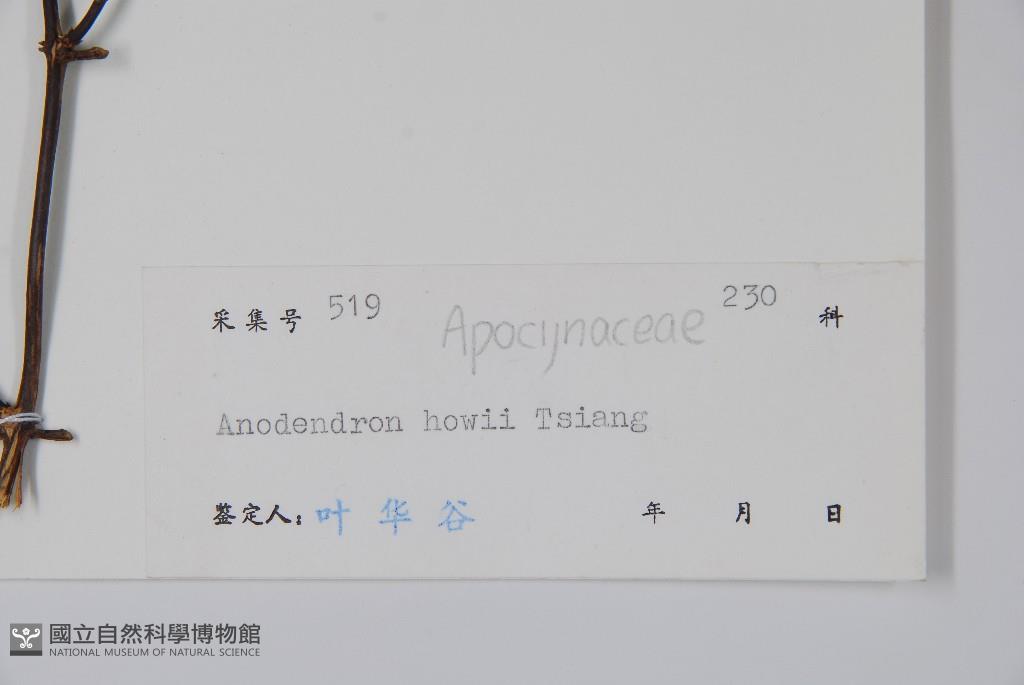 采集号 519 Apocynaceae 230 科
Anodendron howii Tsiang
鉴定人：叶华谷 年 月 日
國立自然科學博物館
NATIONAL MUSEUM OF NATURAL SCIENCE